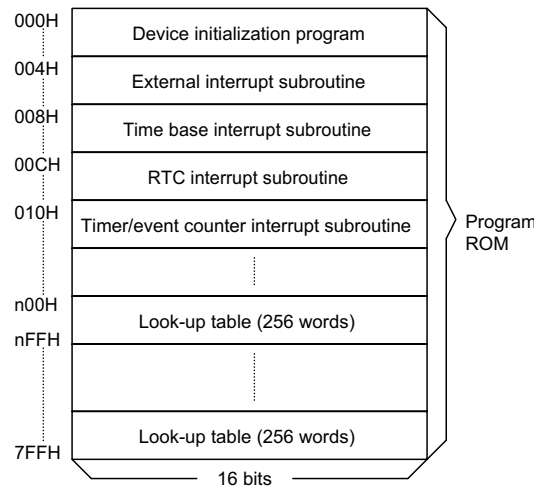 000H
Device initialization program
004H
External interrupt subroutine
008H
Time base interrupt subroutine
00CH
RTC interrupt subroutine
010H
Timer/event counter interrupt subroutine
Program
ROM
n00H
Look-up table (256 words)
nFFH
Look-up table (256 words)
7FFH
16 bits